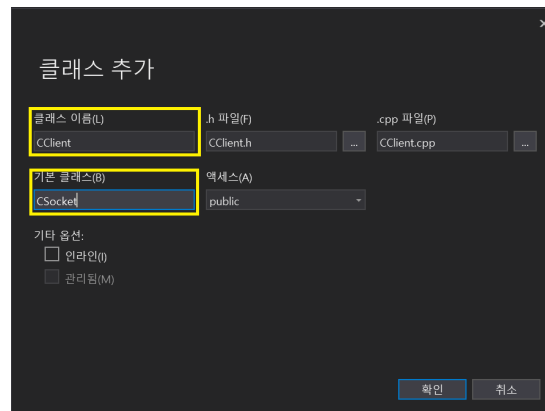 클래스 추가
클래스 이름(L) .h 파일(F) .cpp 파일(P)
CClient CClient.h ... CClient.cpp ...
기본 클래스(B) 액세스(A)
CSocket public
기타 옵션:
인라인(I)
관리됨(M)
확인 취소